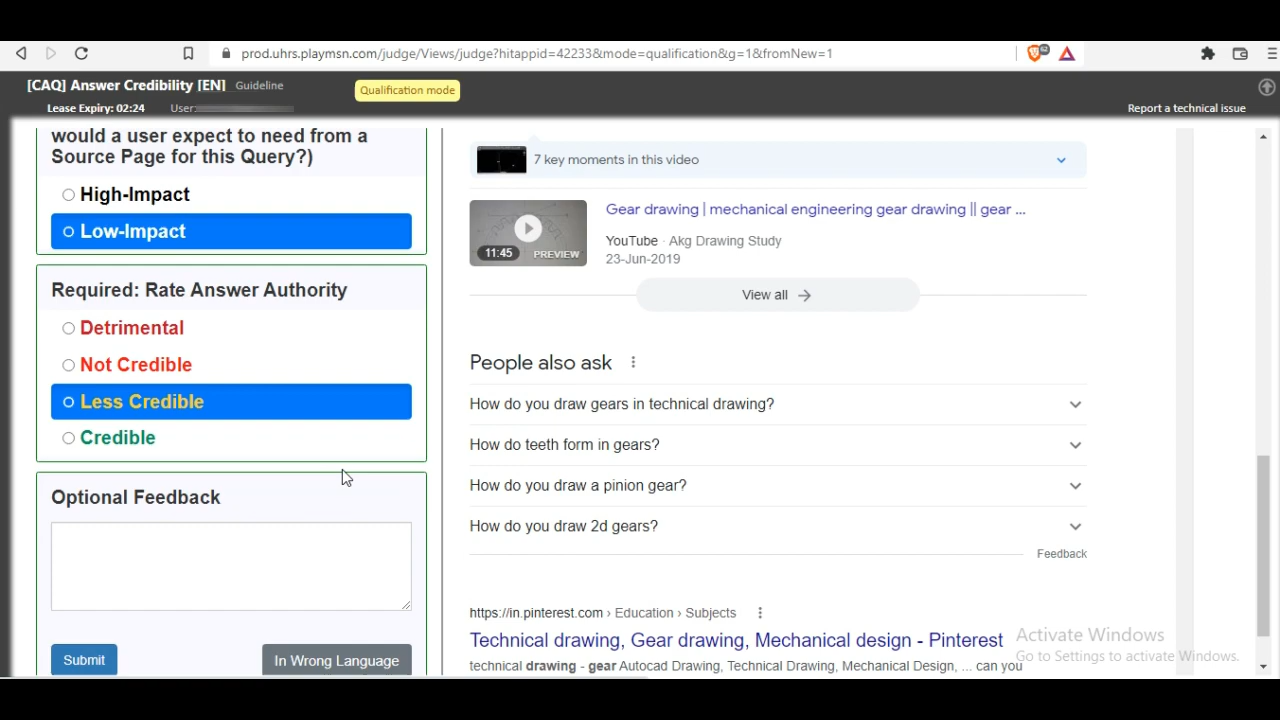 prod.uhrs.playmsn.com/judge/Views/judge?hitappid=42233&mode=qualification&g=1&fromNew=1
[CAQ] Answer Credibility [EN] Guideline
Qualification mode
Lease Expiry: 02:24 User:
Report a technical issue
would a user expect to need from a
Source Page for this Query?)
High-Impact
Low-Impact
Required: Rate Answer Authority
Detrimental
Not Credible
Less Credible
Credible
Optional Feedback
Submit
In Wrong Language
7 key moments in this video
Gear drawing | mechanical engineering gear drawing || gear ...
11:45
PREVIEW
YouTube · Akg Drawing Study
23-Jun-2019
View all
People also ask
How do you draw gears in technical drawing?
How do teeth form in gears?
How do you draw a pinion gear?
How do you draw 2d gears?
Feedback
https://in.pinterest.com › Education › Subjects
Technical drawing, Gear drawing, Mechanical design - Pinterest
technical drawing - gear Autocad Drawing, Technical Drawing, Mechanical Design, ... can you
Activate Windows
Go to Settings to activate Windows.